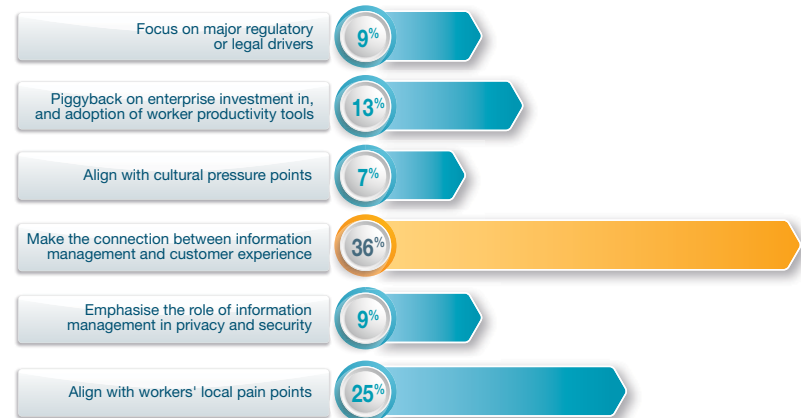 Focus on major regulatory
or legal drivers
9%
Piggyback on enterprise investment in,
and adoption of worker productivity tools
13%
Align with cultural pressure points
7%
Make the connection between information
management and customer experience
36%
Emphasise the role of information
management in privacy and security
9%
Align with workers' local pain points
25%